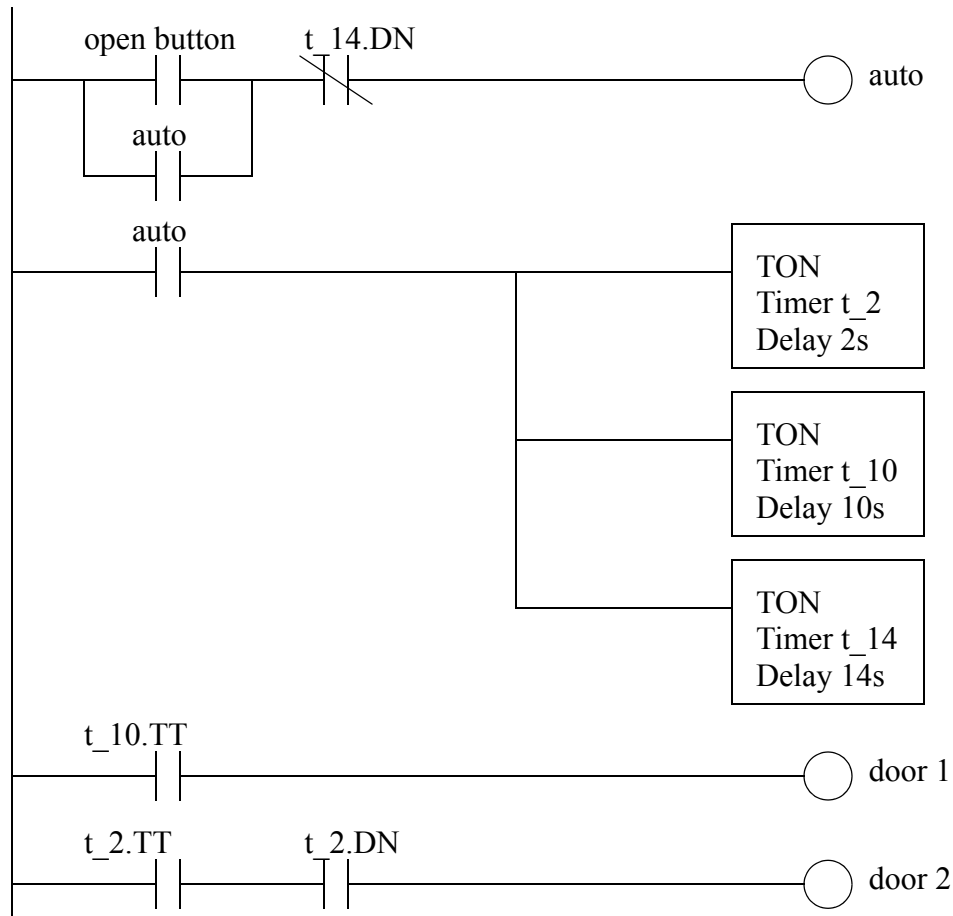 open button t_14.DN
auto
auto
auto
TON
Timer t_2
Delay 2s
TON
Timer t_10
Delay 10s
TON
Timer t_14
Delay 14s
t_10.TT
door 1
t_2.TT t_2.DN
door 2